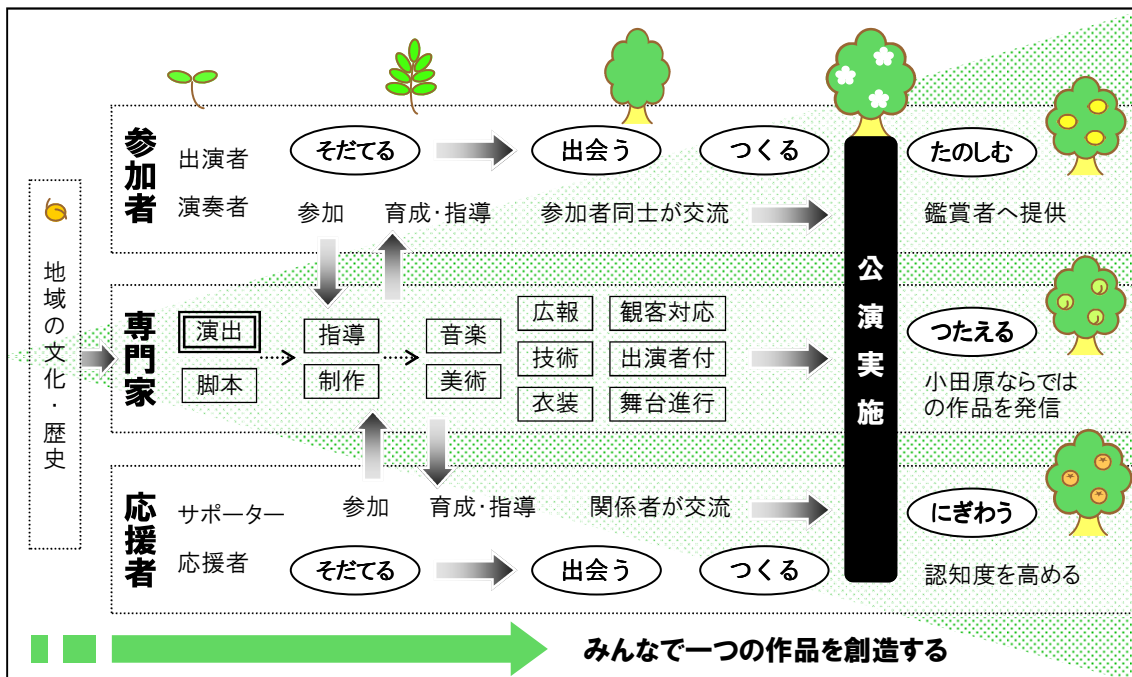 地域の文化・歴史
参加者
出演者
演奏者
そだてる
出会う
つくる
たのしむ
参加
育成・指導
参加者同士が交流
鑑賞者へ提供
専門家
演出
脚本
指導
制作
音楽
美術
広報
観客対応
技術
出演者付
衣装
舞台進行
つたえる
小田原ならでは
の作品を発信
公演実施
応援者
サポーター
応援者
参加
育成・指導
関係者が交流
そだてる
出会う
つくる
にぎわう
認知度を高める
みんなで一つの作品を創造する